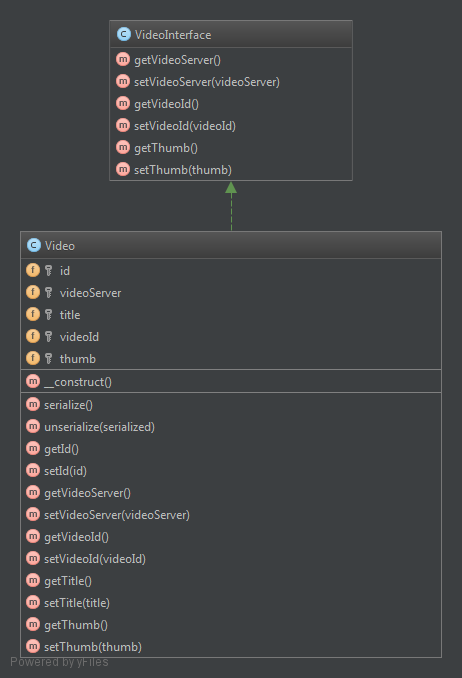 VideoInterface
getVideoServer()
setVideoServer(videoServer)
getVideoId()
setVideoId(videoId)
getThumb()
setThumb(thumb)
Video
id
videoServer
title
videoId
thumb
__construct()
serialize()
unserialize(serialized)
getId()
setId(id)
getVideoServer()
setVideoServer(videoServer)
getVideoId()
setVideoId(videoId)
getTitle()
setTitle(title)
getThumb()
setThumb(thumb)
Powered by yFiles